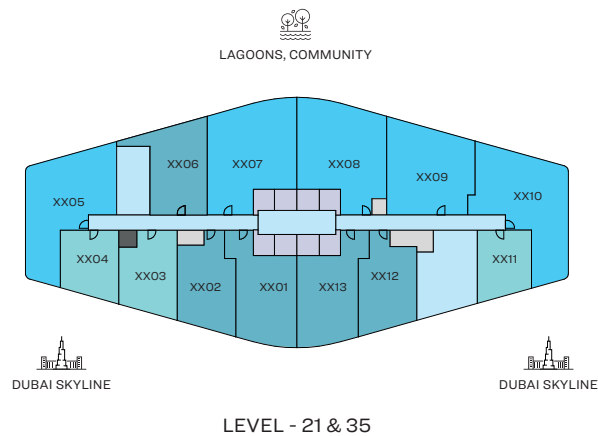 LAGOONS, COMMUNITY
XX06
XX07
XX08
XX09
XX05
XX10
XX04
XX03
XX02
XX01
XX13
XX12
XX11
DUBAI SKYLINE
DUBAI SKYLINE
LEVEL - 21 & 35